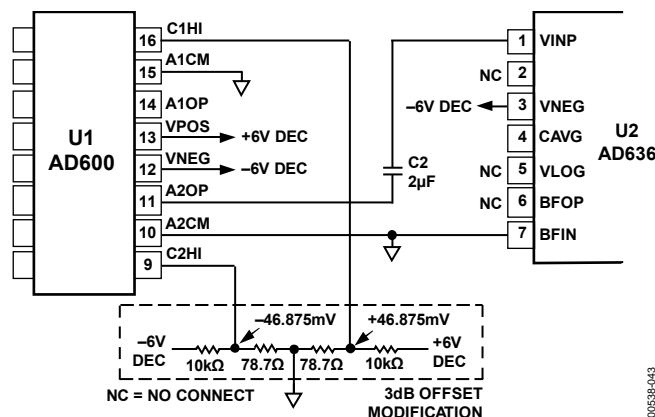 U1
AD600
16 C1HI
15 A1CM
14 A1OP
13 VPOS
+6V DEC
12 VNEG
–6V DEC
11 A2OP
10 A2CM
9 C2HI
C2
2µF
U2
AD636
1 VINP
NC 2
–6V DEC 3 VNEG
4 CAVG
NC 5 VLOG
NC 6 BFOP
7 BFIN
–46.875mV +46.875mV
–6V
DEC
10kΩ 78.7Ω 78.7Ω 10kΩ
+6V
DEC
NC = NO CONNECT
3dB OFFSET
MODIFICATION
00538-043